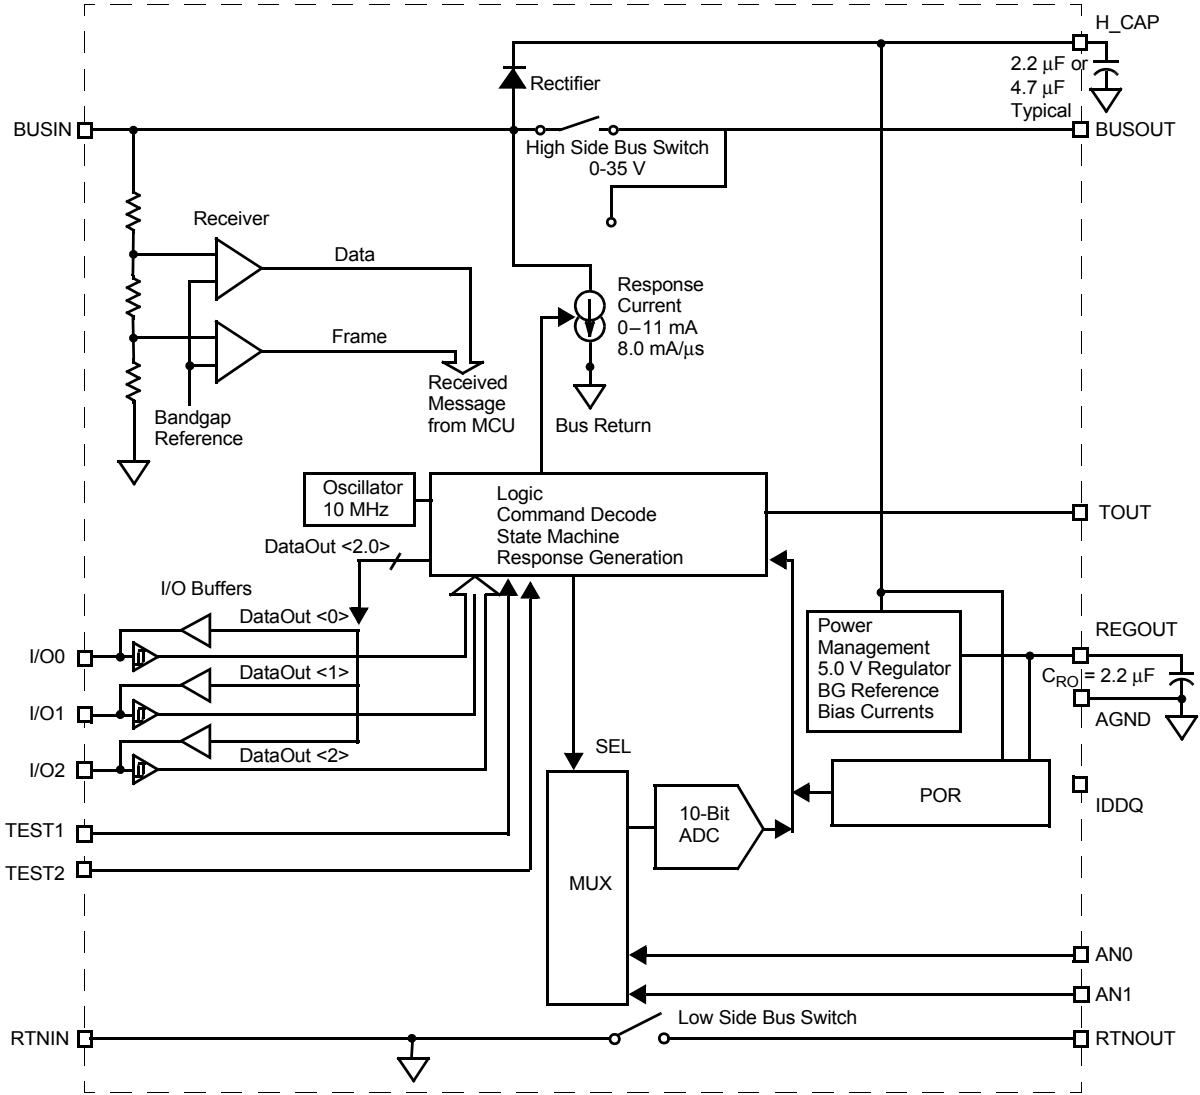 H_CAP
2.2 μF or
4.7 μF
Typical
Rectifier
BUSIN
BUSOUT
High Side Bus Switch
0-35 V
Receiver
Data
Response
Current
0–11 mA
8.0 mA/μs
Frame
Received
Message
from MCU
Bandgap
Reference
Bus Return
Oscillator
10 MHz
Logic
Command Decode
State Machine
Response Generation
TOUT
DataOut <2.0>
I/O Buffers
DataOut <0>
I/O0
DataOut <1>
I/O1
DataOut <2>
I/O2
Power
Management
5.0 V Regulator
BG Reference
Bias Currents
REGOUT
CRO = 2.2 μF
AGND
SEL
POR
IDDQ
10-Bit
ADC
TEST1
TEST2
MUX
AN0
AN1
Low Side Bus Switch
RTNIN
RTNOUT